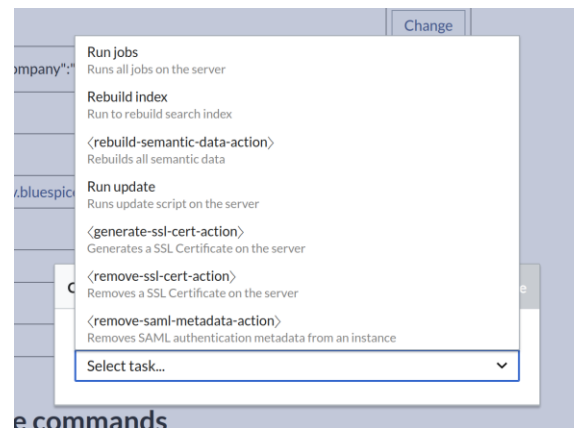 Change
Run jobs
Runs all jobs on the server
ompany":"
Rebuild index
Run to rebuild search index
⟨rebuild-semantic-data-action⟩
Rebuilds all semantic data
Run update
v.bluespic
Runs update script on the server
⟨generate-ssl-cert-action⟩
Generates a SSL Certificate on the server
⟨remove-ssl-cert-action⟩
C
e
Removes a SSL Certificate on the server
⟨remove-saml-metadata-action⟩
Removes SAML authentication metadata from an instance
Select task...
e commands